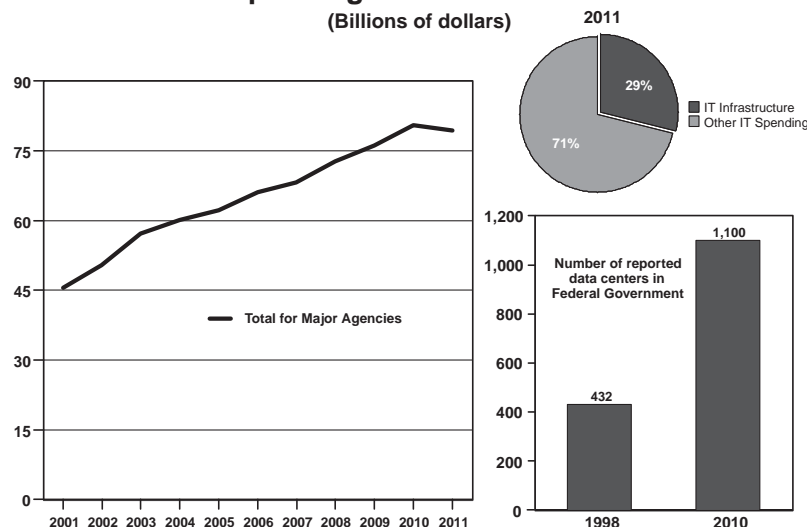 (Billions of dollars)
90
75
60
45
30
15
0
2001 2002 2003 2004 2005 2006 2007 2008 2009 2010 2011
Total for Major Agencies
2011
29%
71%
IT Infrastructure
Other IT Spending
1,200
1,000
800
600
400
200
0
Number of reported
data centers in
Federal Government
432
1,100
1998 2010